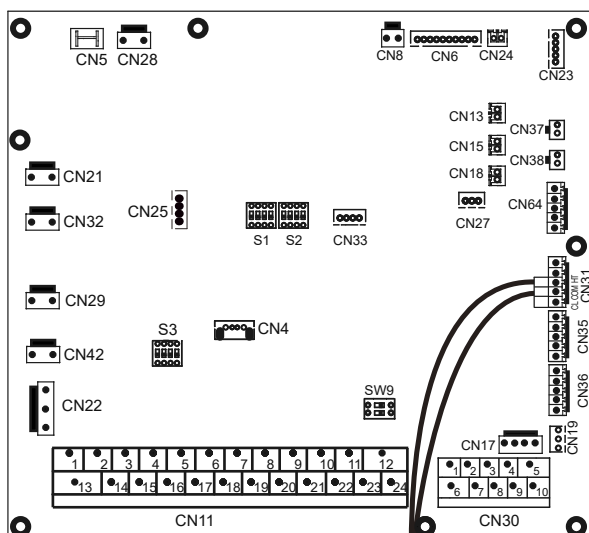 CN5
CN28
CN8
CN6
CN24
CN23
CN13
CN37
CN15
CN38
CN18
CN21
CN32
CN25
S1
S2
CN33
CN27
CN64
CN31
CL COM HT
CN29
CN4
CN35
S3
CN42
CN36
CN22
SW9
CN17
CN19
1 2 3 4 5 6 7 8 9 10 11 12
13 14 15 16 17 18 19 20 21 22 23 24
CN11
1 2 3 4 5
6 7 8 9 10
CN30